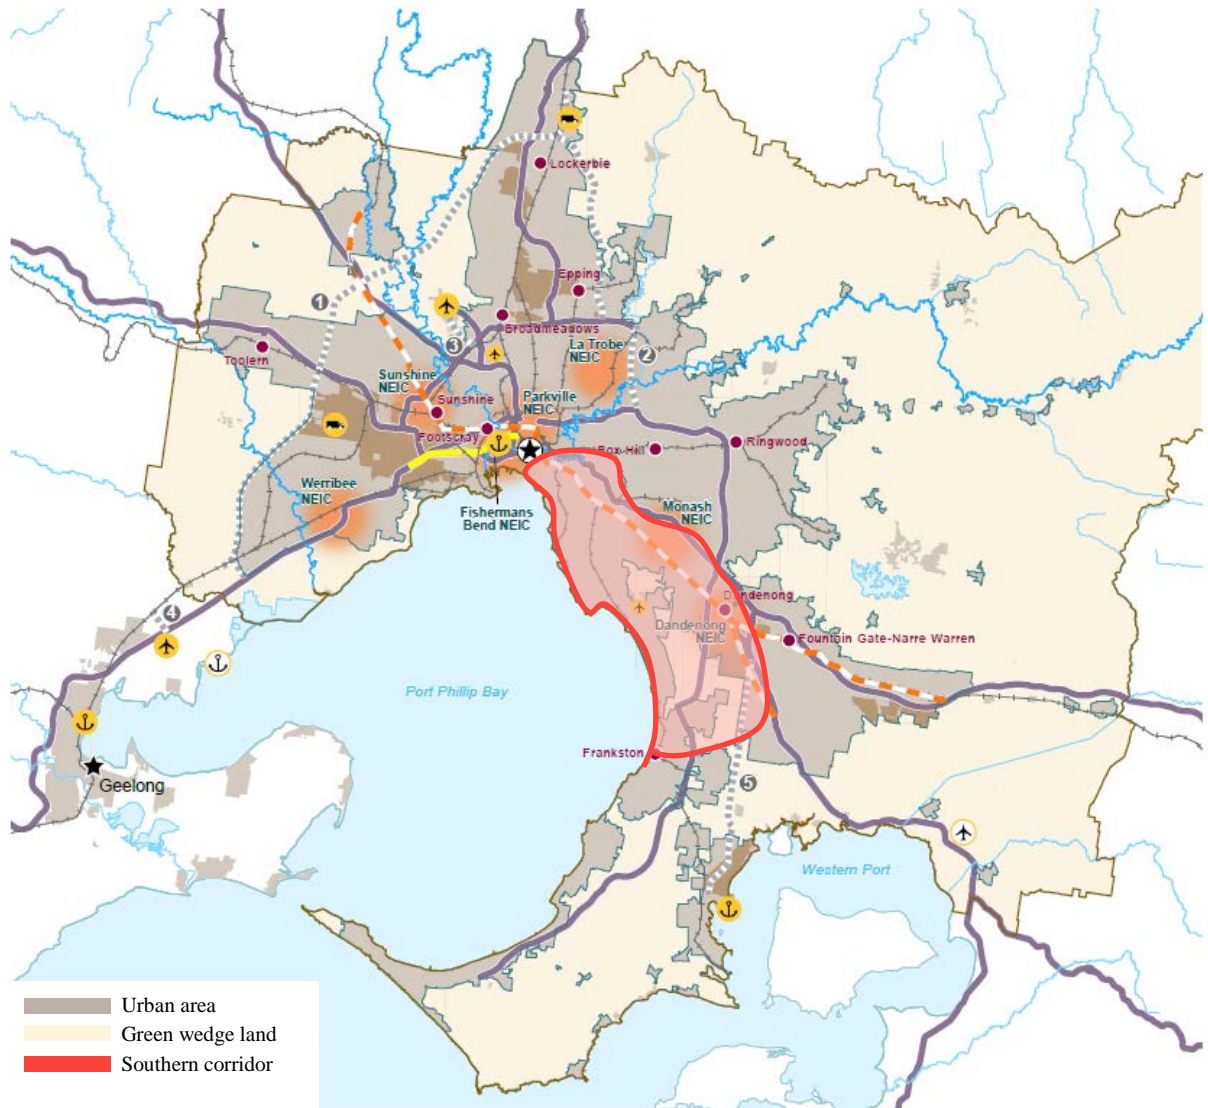 Lockerbie
Epping
1
Broadmeadows
3
La Trobe
NEIC
2
Toolern
Sunshine
NEIC
Sunshine
Parkville
NEIC
Footscray
Box Hill
Ringwood
Werribee
NEIC
Fishermans
Bend NEIC
Monash
NEIC
Dandenong
4
Dandenong
NEIC
Fountain Gate-Narre Warren
Port Phillip Bay
Frankston
Geelong
5
Western Port
Urban area
Green wedge land
Southern corridor